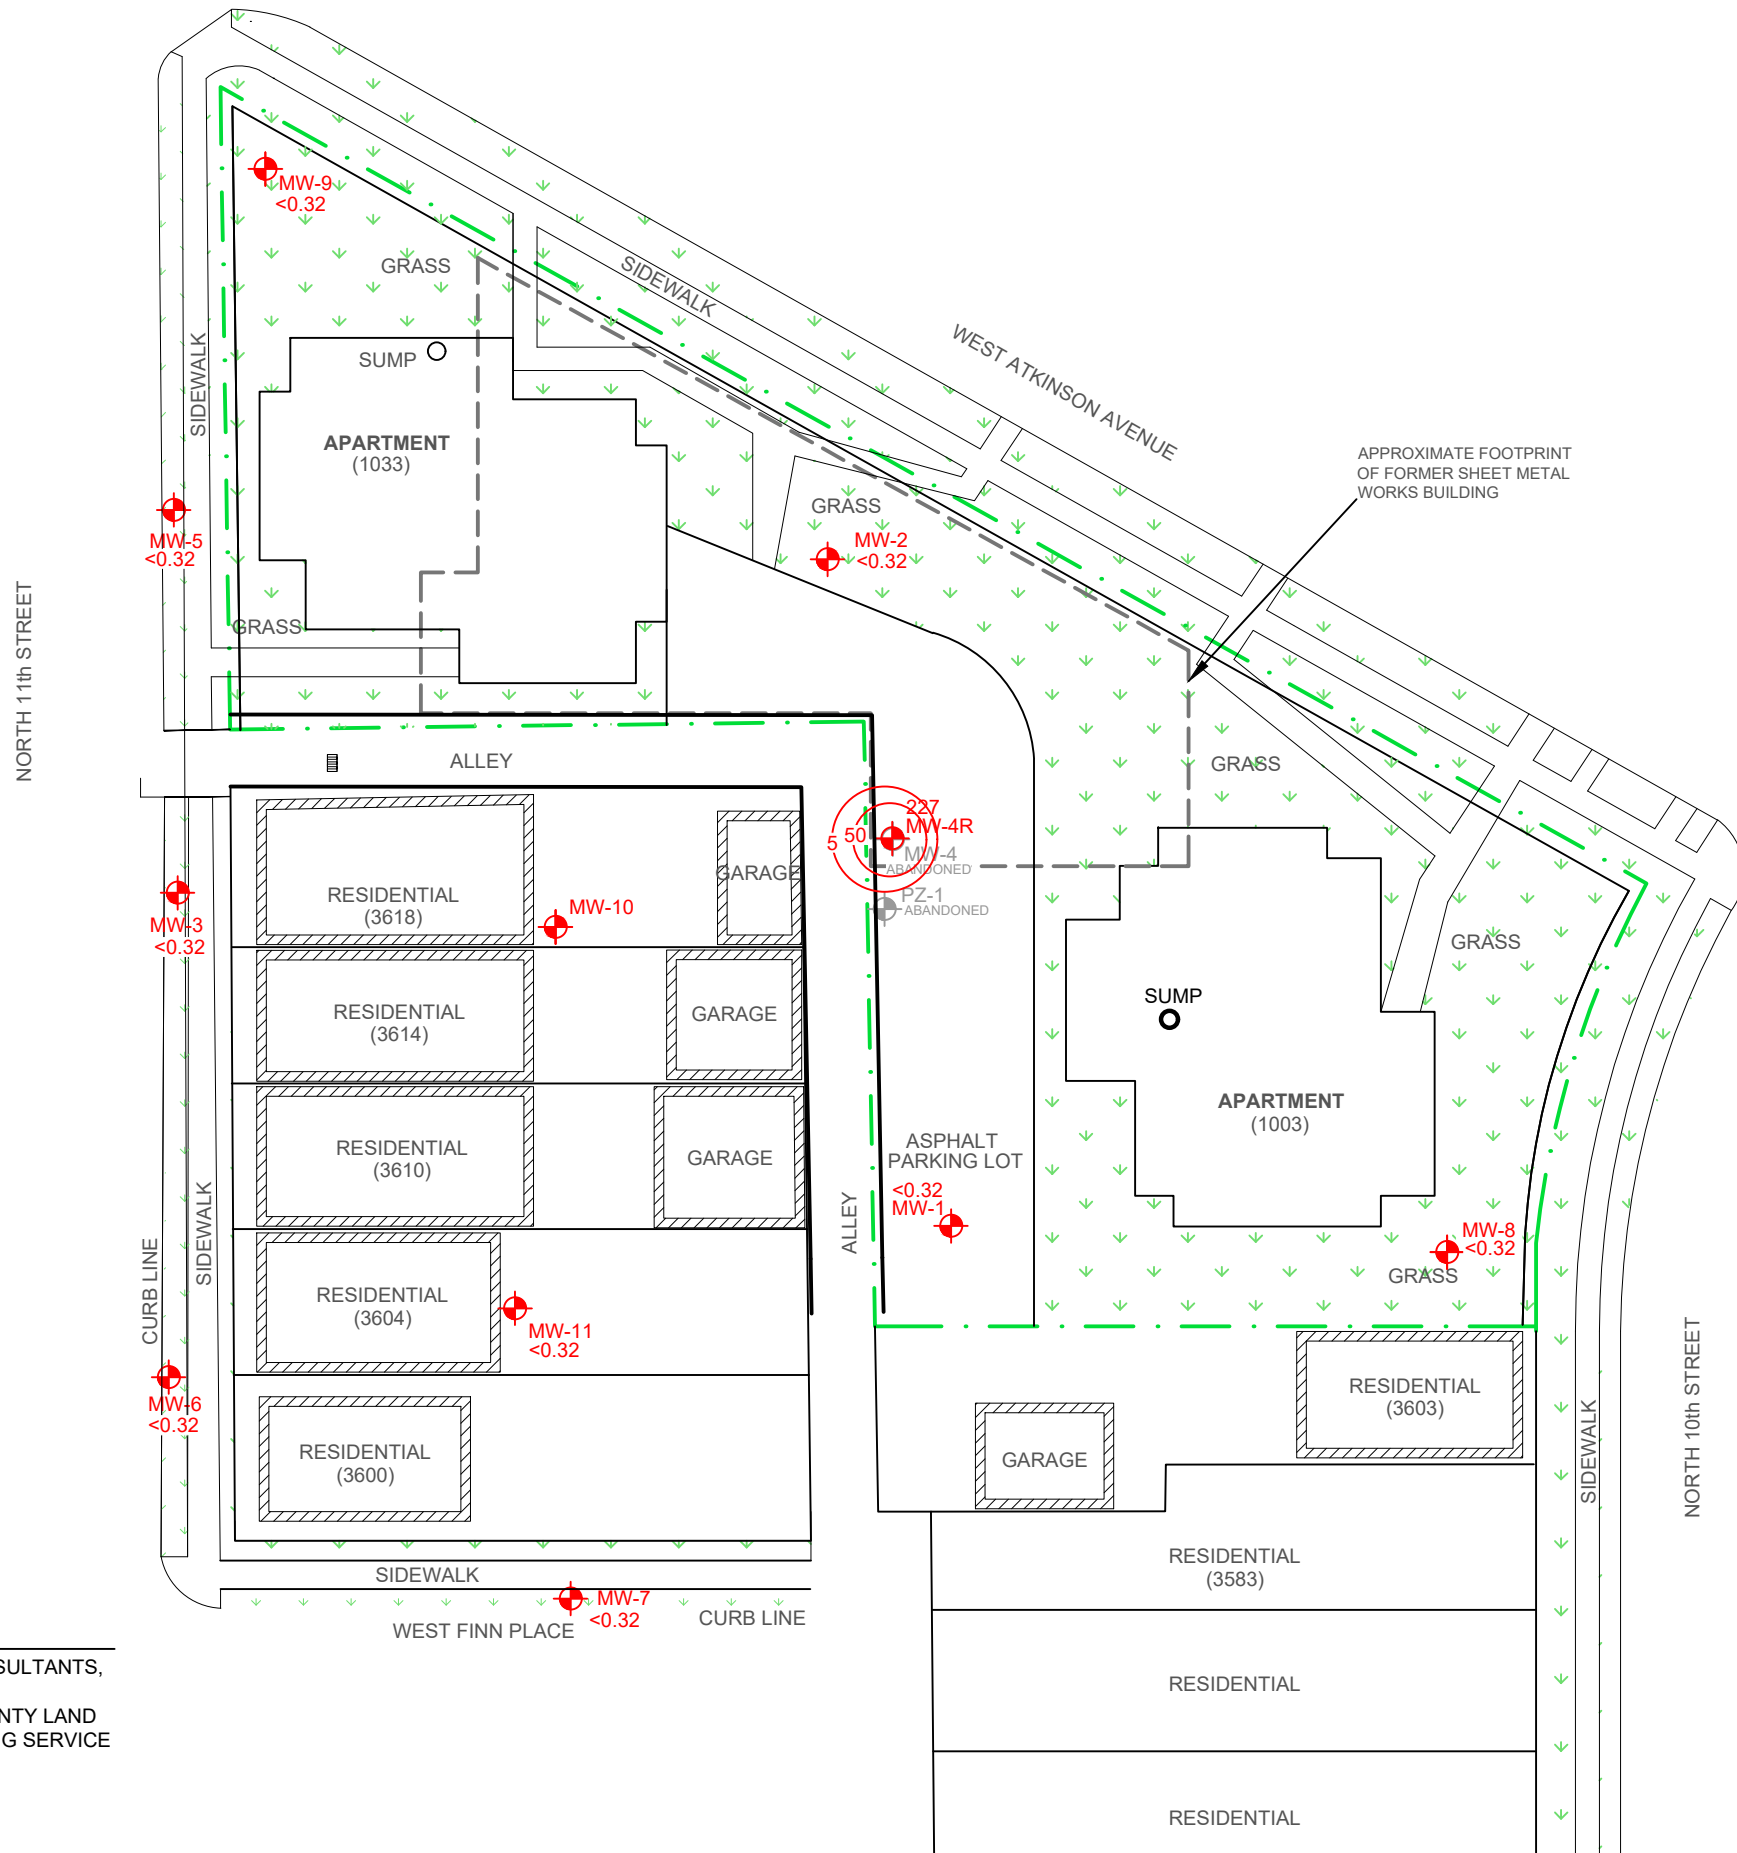 MW-9
<0.32
GRASS
SIDEWALK
SIDEWALK
SUMP
WEST ATKINSON AVENUE
APARTMENT
(1033)
APPROXIMATE FOOTPRINT
OF FORMER SHEET METAL
WORKS BUILDING
GRASS
MW-5
<0.32
MW-2
<0.32
NORTH 11th STREET
GRASS
ALLEY
GRASS
227
5
50
MW-4R
MW-4
ABANDONED
PZ-1
ABANDONED
GARAGE
RESIDENTIAL
(3618)
MW-10
MW-3
<0.32
GRASS
SUMP
RESIDENTIAL
(3614)
GARAGE
APARTMENT
(1003)
RESIDENTIAL
(3610)
GARAGE
ASPHALT
PARKING LOT
<0.32
MW-1
SIDEWALK
ALLEY
MW-8
<0.32
GRASS
CURB LINE
RESIDENTIAL
(3604)
MW-11
<0.32
MW-6
<0.32
RESIDENTIAL
(3603)
NORTH 10th STREET
SIDEWALK
RESIDENTIAL
(3600)
GARAGE
RESIDENTIAL
(3583)
SIDEWALK
MW-7
<0.32
WEST FINN PLACE
CURB LINE
SULTANTS,
RESIDENTIAL
NTY LAND
G SERVICE
RESIDENTIAL